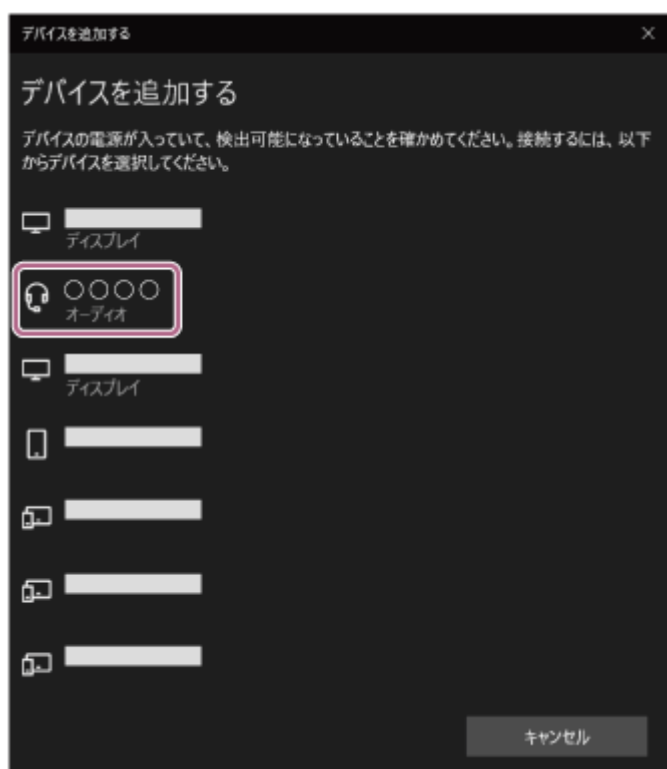 デバイスを追加する
デバイスを追加する
デバイスの電源が入っていて、検出可能になっていることを確かめてください。接続するには、以下
からデバイスを選択してください。
ディスプレイ
○○○○
オーディオ
ディスプレイ
キャンセル